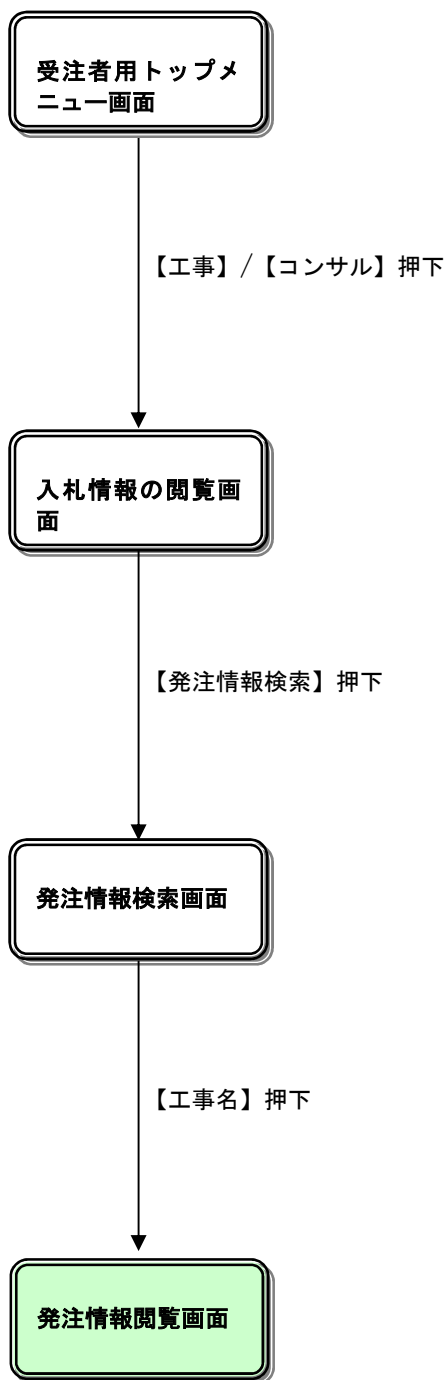 受注者用トップメ
ニュー画面
【工事】/【コンサル】押下
入札情報の閲覧画
面
【発注情報検索】押下
発注情報検索画面
【工事名】押下
発注情報閲覧画面